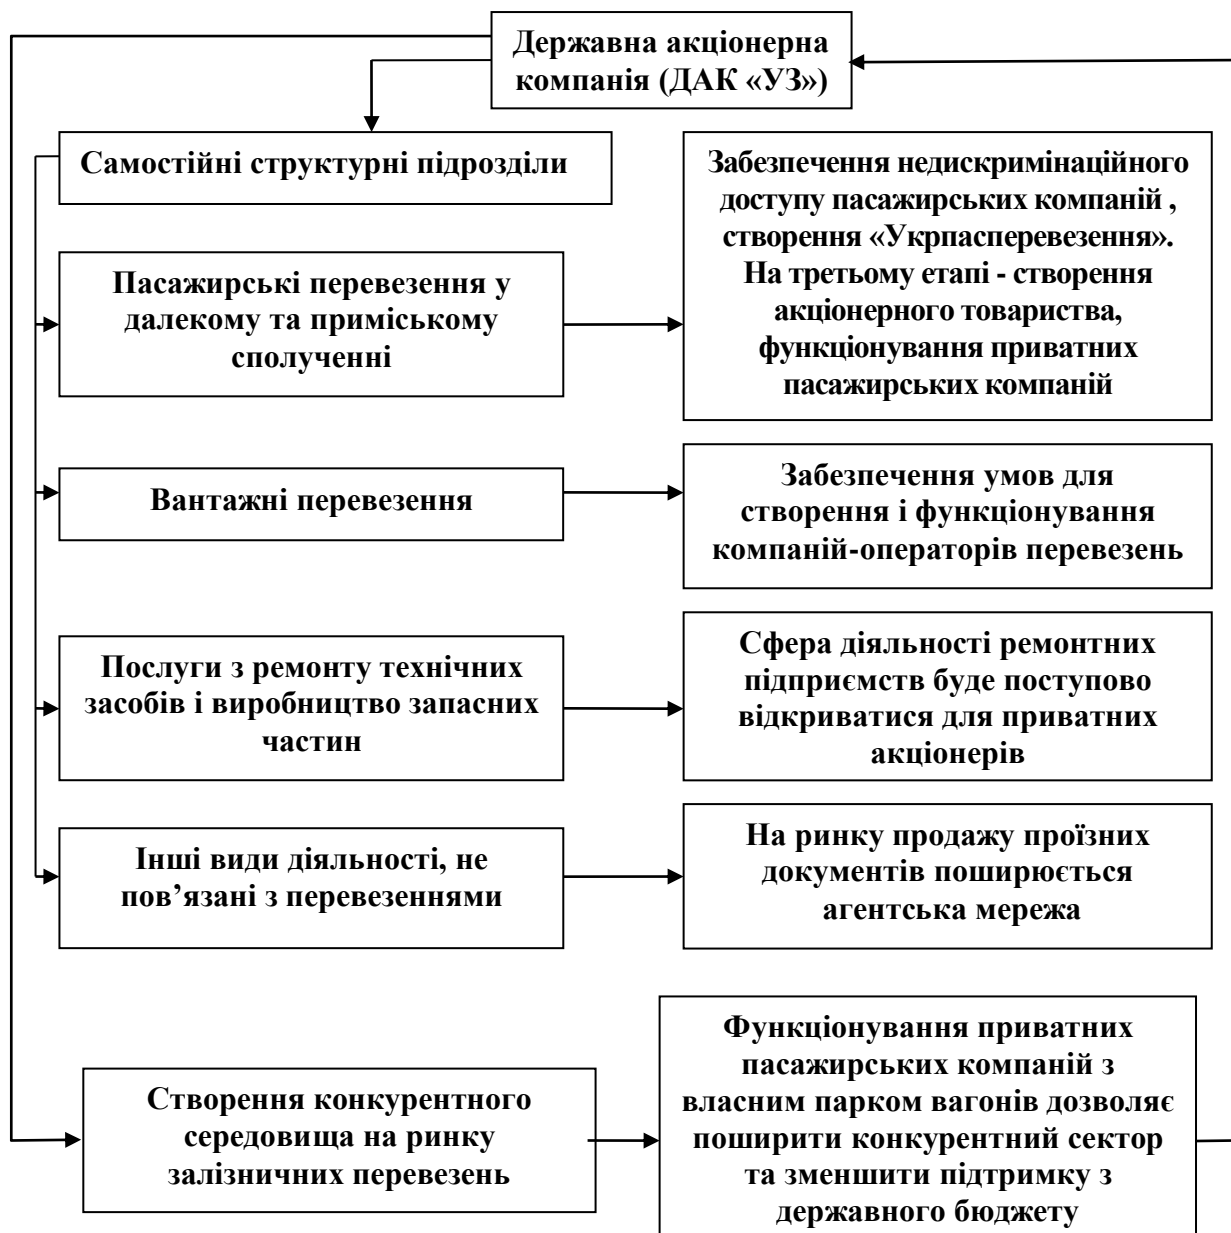 Державна акціонерна
компанія (ДАК «УЗ»)
Самостійні структурні підрозділи
Забезпечення недискримінаційного
доступу пасажирських компаній ,
створення «Укрпасперевезення».
На третьому етапі - створення
акціонерного товариства,
функціонування приватних
пасажирських компаній
Пасажирські перевезення у
далекому та приміському
сполученні
Вантажні перевезення
Забезпечення умов для
створення і функціонування
компаній-операторів перевезень
Послуги з ремонту технічних
засобів і виробництво запасних
частин
Сфера діяльності ремонтних
підприємств буде поступово
відкриватися для приватних
акціонерів
Інші види діяльності, не
пов’язані з перевезеннями
На ринку продажу проїзних
документів поширюється
агентська мережа
Створення конкурентного
середовища на ринку
залізничних перевезень
Функціонування приватних
пасажирських компаній з
власним парком вагонів дозволяє
поширити конкурентний сектор
та зменшити підтримку з
державного бюджету